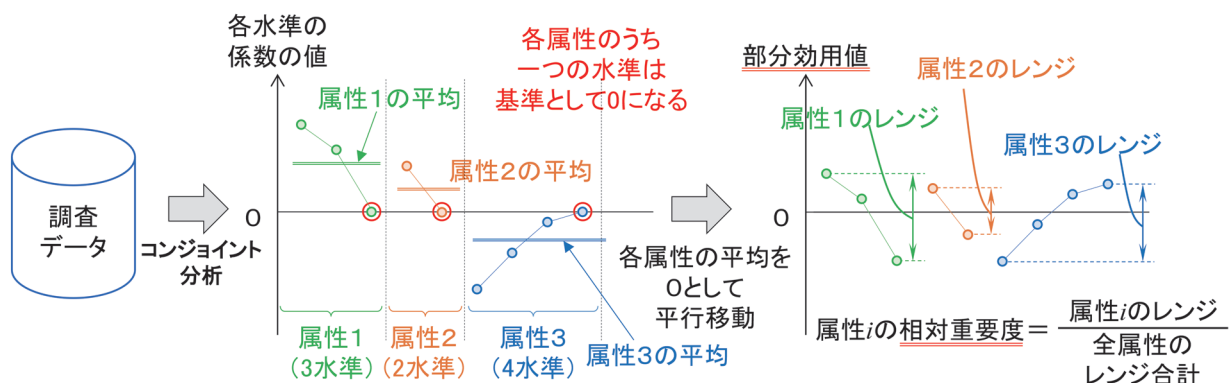 調査
データ
コンジョイント
分析
各水準の
係数の値
0
属性1の平均
属性2の平均
各属性のうち
一つの水準は
基準として0になる
属性1
(3水準)
属性2
(2水準)
属性3
(4水準)
属性3の平均
各属性の平均を
0として
平行移動
部分効用値
0
属性1のレンジ
属性2のレンジ
属性3のレンジ
属性iの相対重要度=
属性iのレンジ
全属性の
レンジ合計